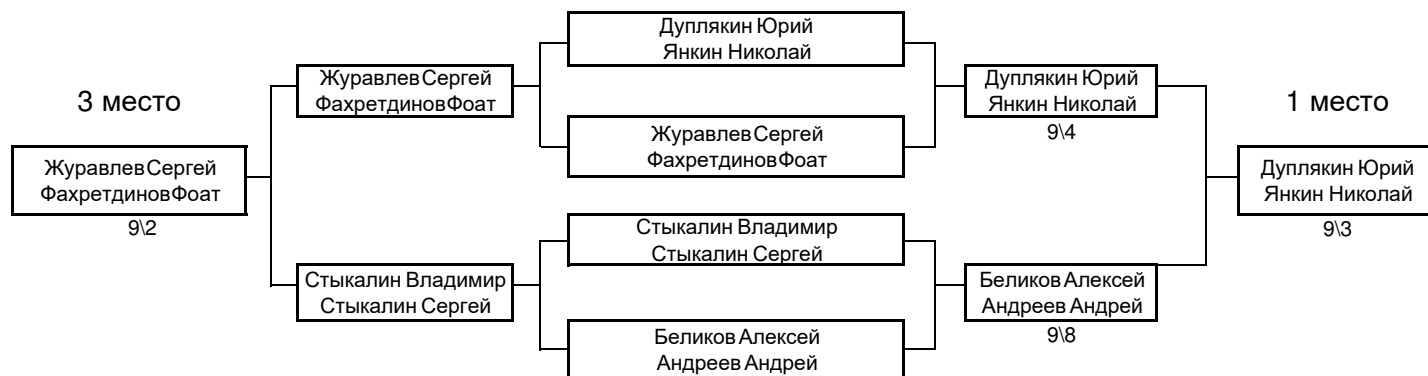 Дуплякин Юрий
Янкин Николай
Журавлев Сергей
Фахретдинов Фоат
Дуплякин Юрий
Янкин Николай
9\4
3 место
1 место
Журавлев Сергей
Фахретдинов Фоат
Журавлев Сергей
Фахретдинов Фоат
9\2
Дуплякин Юрий
Янкин Николай
9\3
Стыкалин Владимир
Стыкалин Сергей
Стыкалин Владимир
Стыкалин Сергей
Беликов Алексей
Андреев Андрей
9\8
Беликов Алексей
Андреев Андрей